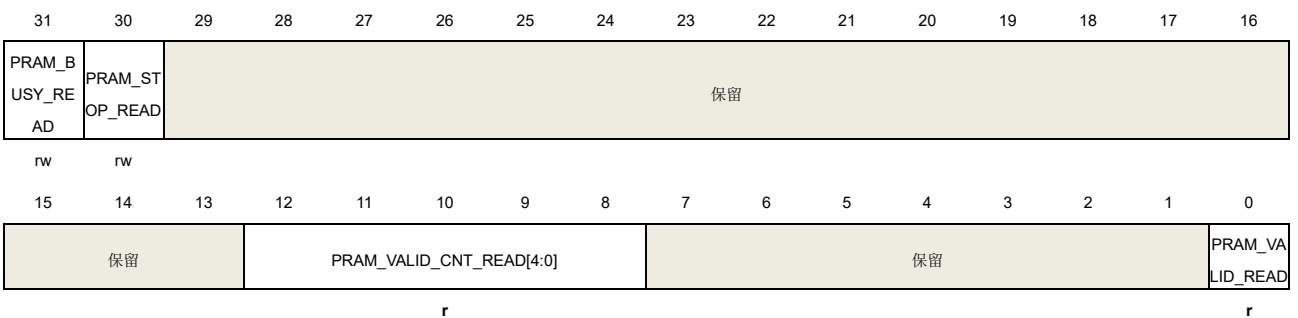 31 30 29 28 27 26 25 24 23 22 21 20 19 18 17 16
PRAM_B
USY_RE
AD
PRAM_ST
OP_READ
保留
rw rw
15 14 13 12 11 10 9 8 7 6 5 4 3 2 1 0
保留
PRAM_VALID_CNT_READ[4:0]
保留
PRAM_VA
LID_READ
r r